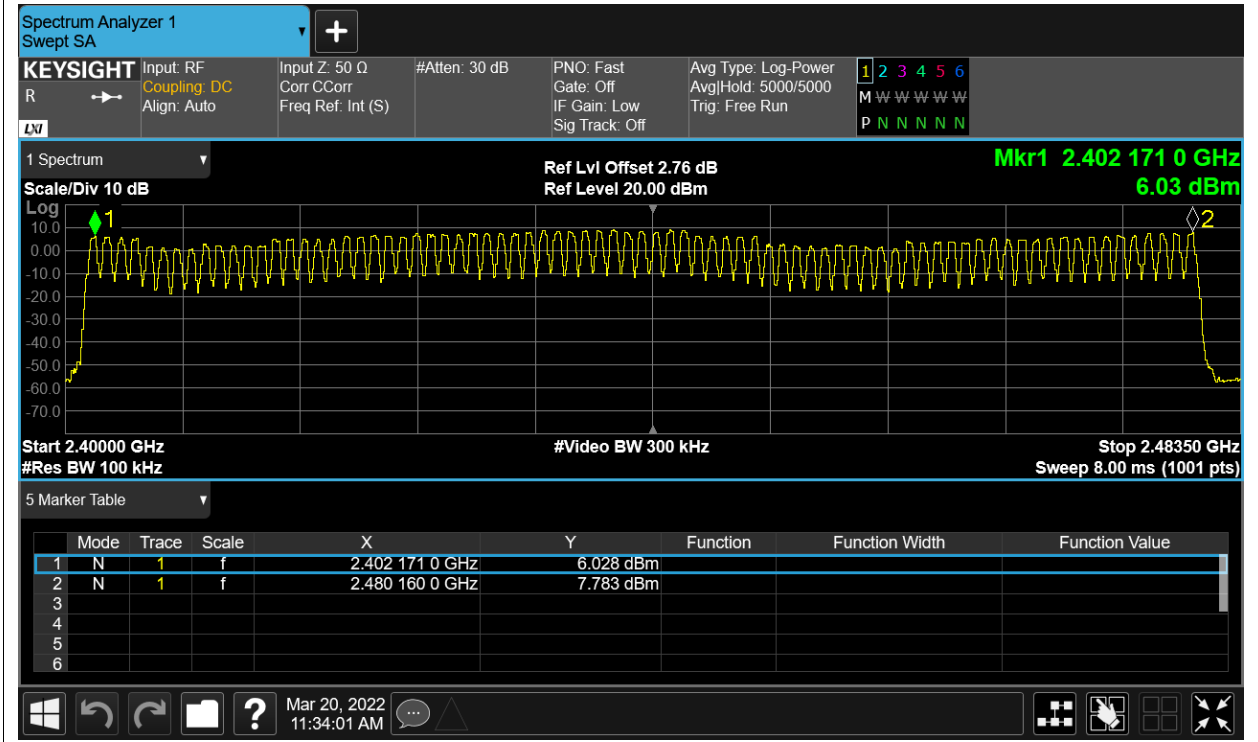 Spectrum Analyzer 1
Swept SA
+
KEYSIGHT Input: RF Input Z: 50 Ω #Atten: 30 dB PNO: Fast Avg Type: Log-Power 1 2 3 4 5 6
R Coupling: DC Corr CCorr Gate: Off Avg|Hold: 5000/5000 M W W W W W W
Align: Auto Freq Ref: Int (S) IF Gain: Low Trig: Free Run
LXI Sig Track: Off P N N N N N N
1 Spectrum Ref Lvl Offset 2.76 dB Mkr1 2.402 171 0 GHz
Scale/Div 10 dB Ref Level 20.00 dBm 6.03 dBm
Log
1 2
10.0
0.00
-10.0
-20.0
-30.0
-40.0
-50.0
-60.0
-70.0
Start 2.40000 GHz #Video BW 300 kHz Stop 2.48350 GHz
#Res BW 100 kHz Sweep 8.00 ms (1001 pts)
5 Marker Table
Mode Trace Scale X Y Function Function Width Function Value
1 N 1 f 2.402 171 0 GHz 6.028 dBm
2 N 1 f 2.480 160 0 GHz 7.783 dBm
3
4
5
6
? Mar 20, 2022
11:34:01 AM